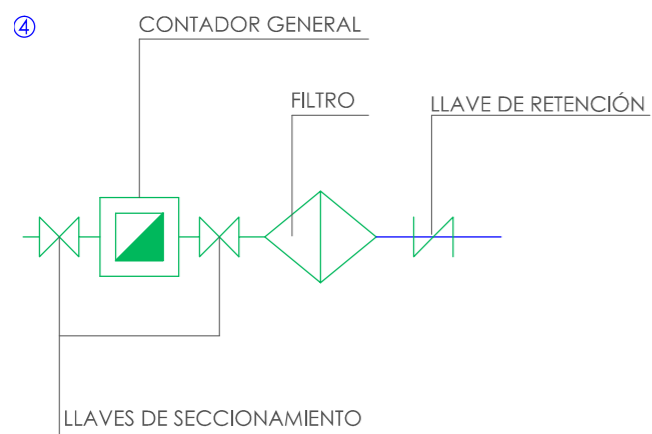 ④
CONTADOR GENERAL
FILTRO
LLAVE DE RETENCIÓN
LLAVES DE SECCIONAMIENTO